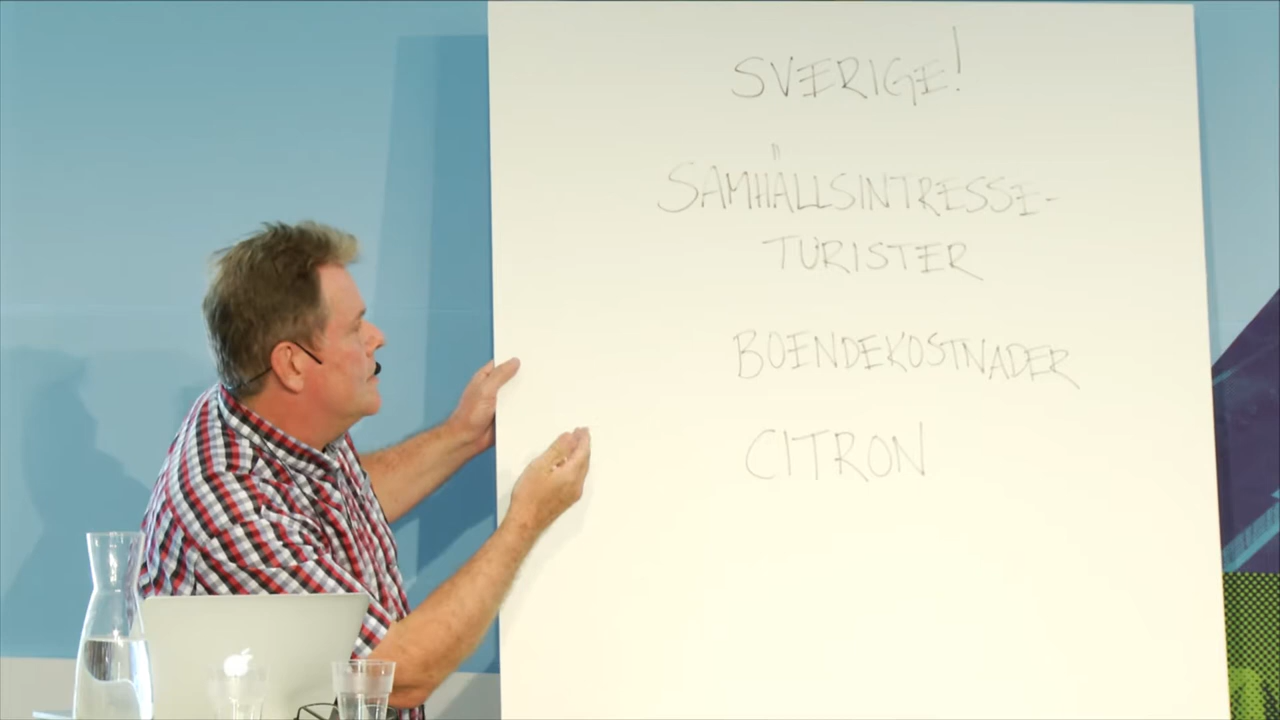 SVERIGE!
SAMHÄLLSINTRESSE-
TURISTER
BOENDEKOSTNADER
CITRON